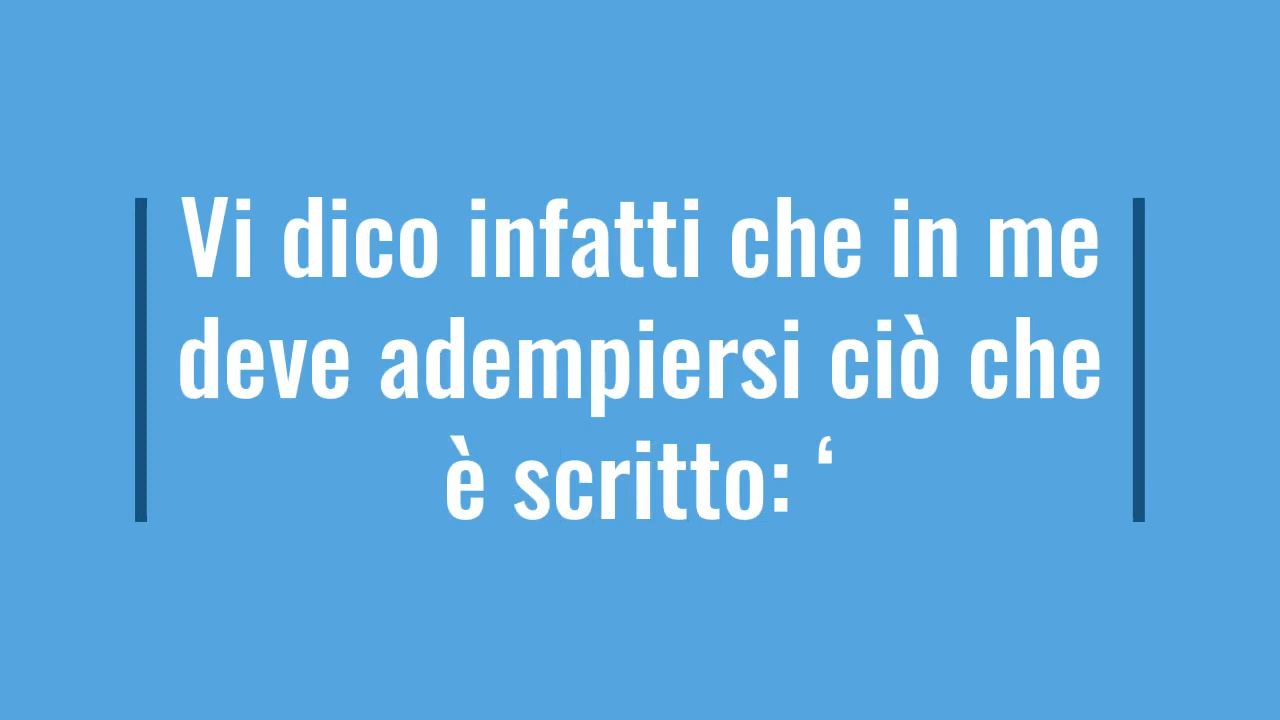 Vi dico infatti che in me
deve adempiersi ciò che
è scritto: ‘